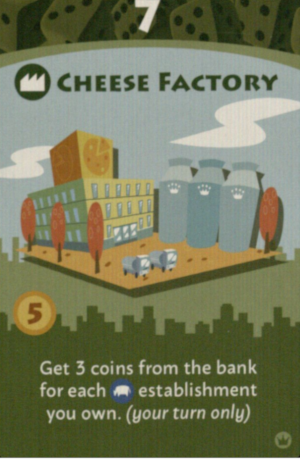 7
CHEESE FACTORY
5
Get 3 coins from the bank
for each establishment
you own. (your turn only)